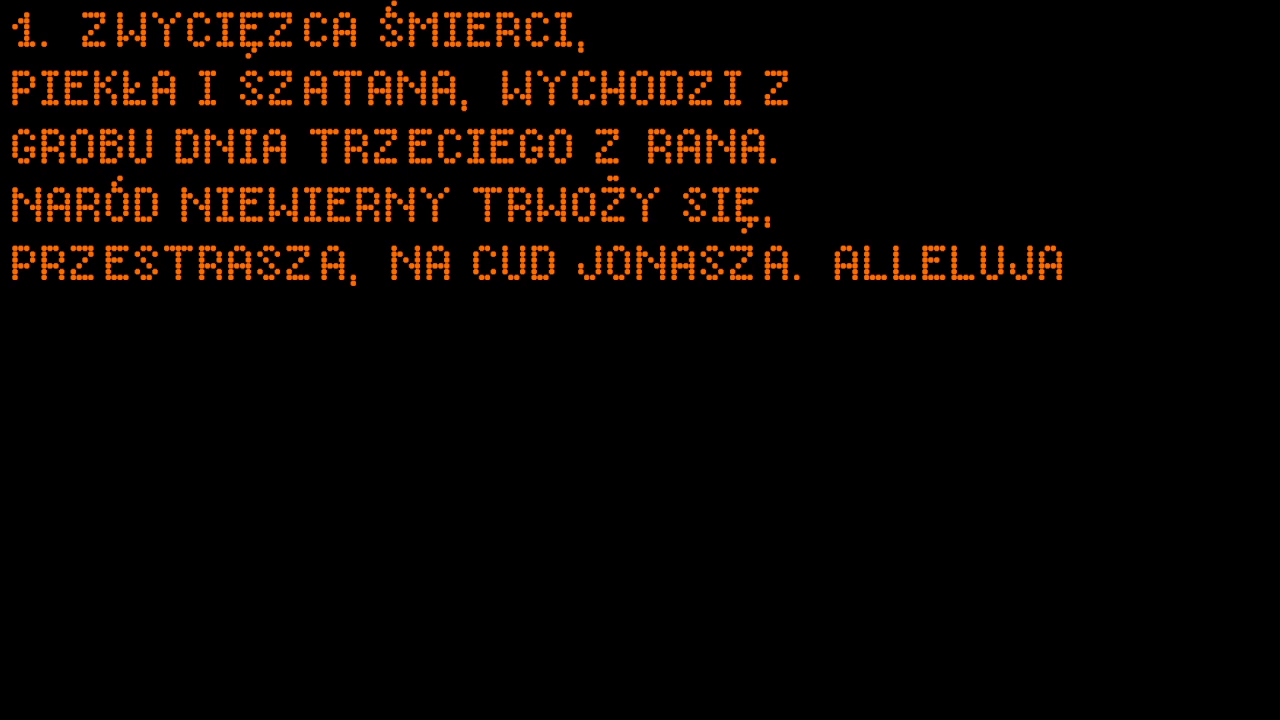 1. ZWYCIĘZCA ŚMIERCI,
PIEKŁA I SZATANA, WYCHODZI Z
GROBU DNIA TRZECIEGO Z RANA.
NARÓD NIEWIERNY TRWOŻY SIĘ,
PRZESTRASZA, NA CUD JONASZA. ALLELUJA